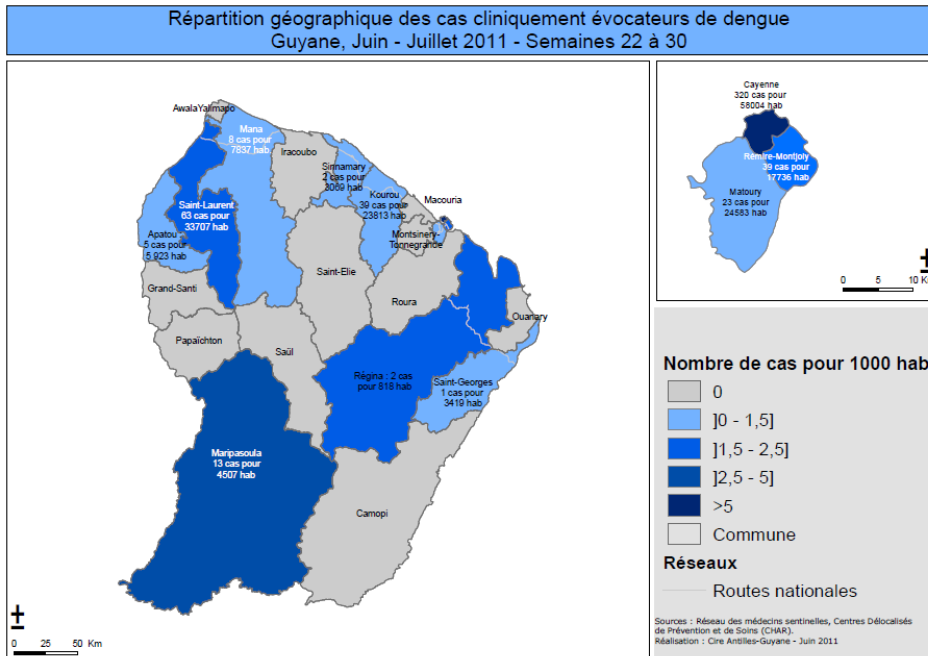 Répartition géographique des cas cliniquement évocateurs de dengue
Guyane, Juin - Juillet 2011 - Semaines 22 à 30
AwalaYalimapo
Mana
8 cas pour
7837 hab
Iracoubo
Sinnamary
2 cas pour
3069 hab
Kourou
39 cas pour
23813 hab
Macouria
Montsinery-
Tonnegrande
Saint-Laurent
63 cas pour
33707 hab
Apatou :
5 cas pour
5 923 hab
Grand-Santi
Papaïchton
Saül
Saint-Elie
Roura
Ouanary
Régina : 2 cas
pour 818 hab
Saint-Georges
1 cas pour
3419 hab
Maripasoula
13 cas pour
4507 hab
Camopi
±
0 25 50 Km
Cayenne
320 cas pour
58004 hab
Rémire-Montjoly
39 cas pour
17736 hab
Matoury
23 cas pour
24583 hab
±
0 5 10 Km
Nombre de cas pour 1000 hab
0
]0 - 1,5]
]1,5 - 2,5]
]2,5 - 5]
>5
Commune
Réseaux
Routes nationales
Sources : Réseau des médecins sentinelles, Centres Délocalisés
de Prévention et de Soins (CHAR).
Réalisation : Cire Antilles-Guyane - Juin 2011